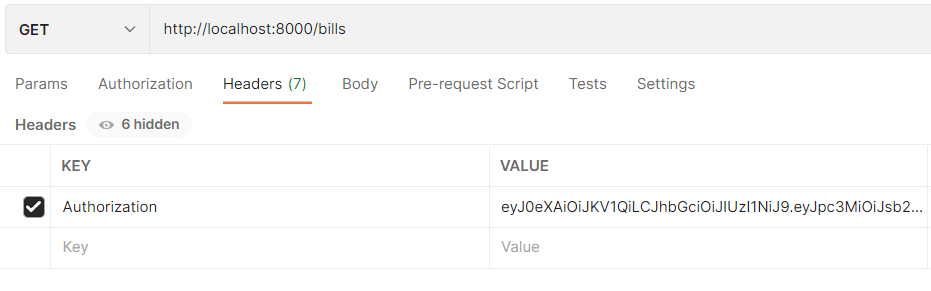 GET http://localhost:8000/bills
Params Authorization Headers (7) Body Pre-request Script Tests Settings
Headers 6 hidden
KEY VALUE
Authorization eyJ0eXAiOiJKV1QiLCJhbGciOiJIUzI1NiJ9.eyJpc3MiOiJsb2...
Key Value